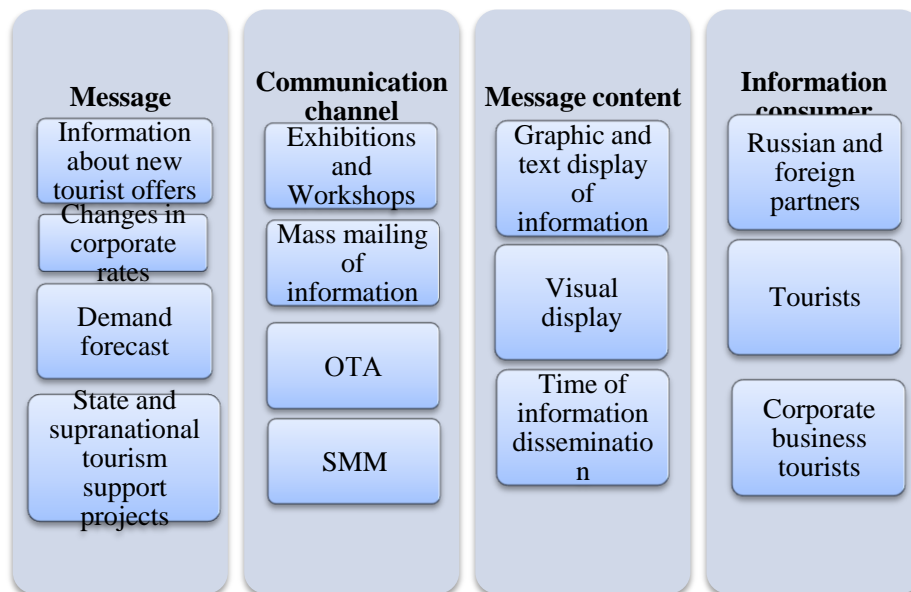 Message
Information
about new
tourist offers
Changes in
corporate
rates
Demand
forecast
State and
supranational
tourism
support
projects
Communication
channel
Exhibitions
and
Workshops
Mass mailing
of
information
OTA
SMM
Message content
Graphic and
text display
of
information
Visual
display
Time of
information
disseminatio
n
Information
consumer
Russian and
foreign
partners
Tourists
Corporate
business
tourists